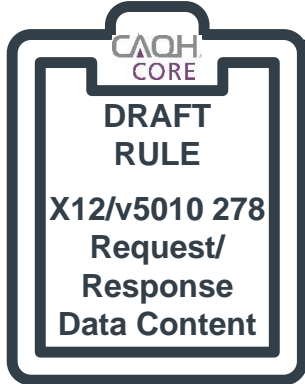 CAQH
CORE
DRAFT
RULE
X12/v5010 278
Request/
Response
Data Content